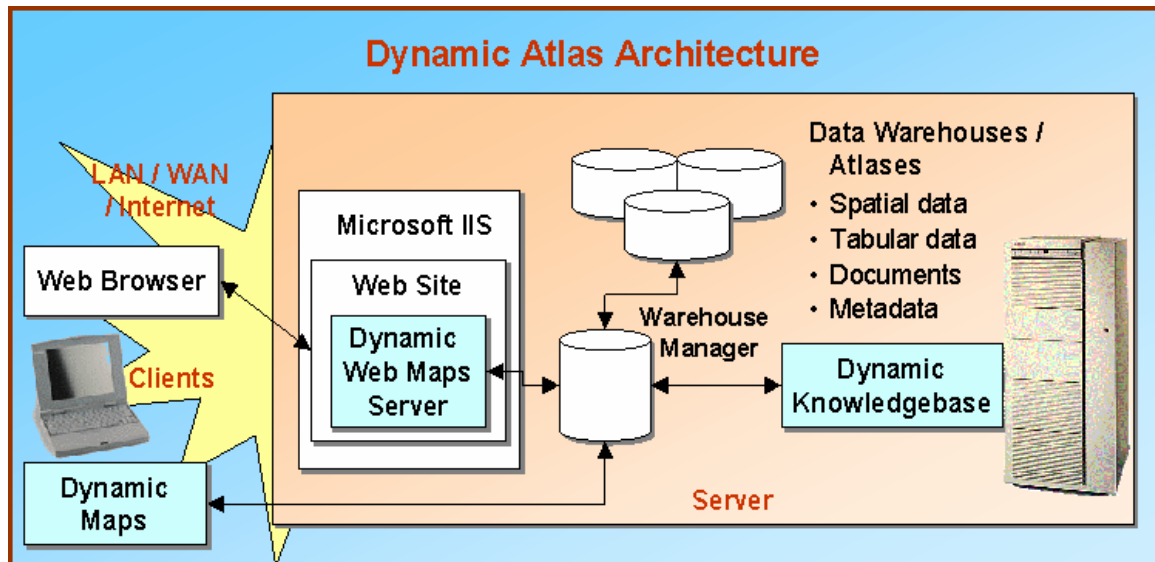 Dynamic Atlas Architecture
LAN / WAN
/ Internet
Web Browser
Clients
Dynamic
Maps
Microsoft IIS
Web Site
Dynamic
Web Maps
Server
Warehouse
Manager
Data Warehouses /
Atlases
• Spatial data
• Tabular data
• Documents
• Metadata
Dynamic
Knowledgebase
Server